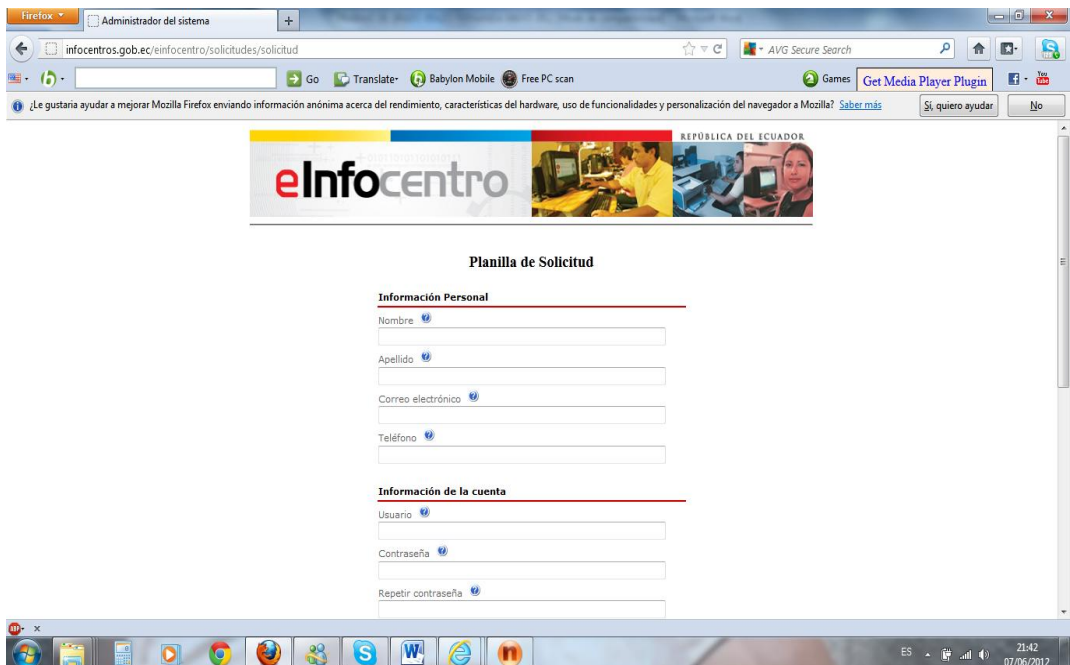 Firefox
Administrador del sistema
infocentros.gob.ec/einfocentro/solicitudes/solicitud
AVG Secure Search
Go
Translate
Babylon Mobile
Free PC scan
Games
Get Media Player Plugin
You Tube
¿Le gustaria ayudar a mejorar Mozilla Firefox enviando información anónima acerca del rendimiento, características del hardware, uso de funcionalidades y personalización del navegador a Mozilla? Saber más
Sí, quiero ayudar
No
REPÚBLICA DEL ECUADOR
eInfocentro
Planilla de Solicitud
Información Personal
Nombre
Apellido
Correo electrónico
Teléfono
Información de la cuenta
Usuario
Contraseña
Repetir contraseña
ABP
ES
21:42
07/06/2012